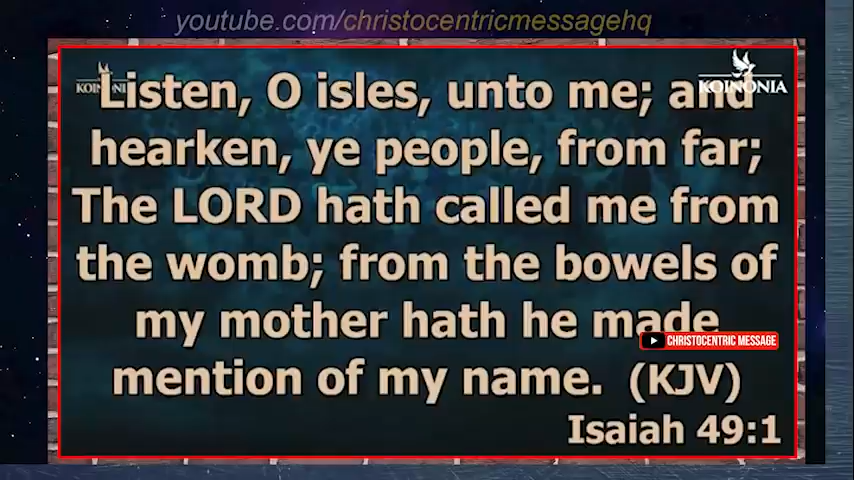 youtube.com/christocentricmessagehq
KOINONIA
Listen, O isles, unto me; and
hearken, ye people, from far;
The LORD hath called me from
the womb; from the bowels of
my mother hath he made
CHRISTOCENTRIC MESSAGE
mention of my name. (KJV)
Isaiah 49:1